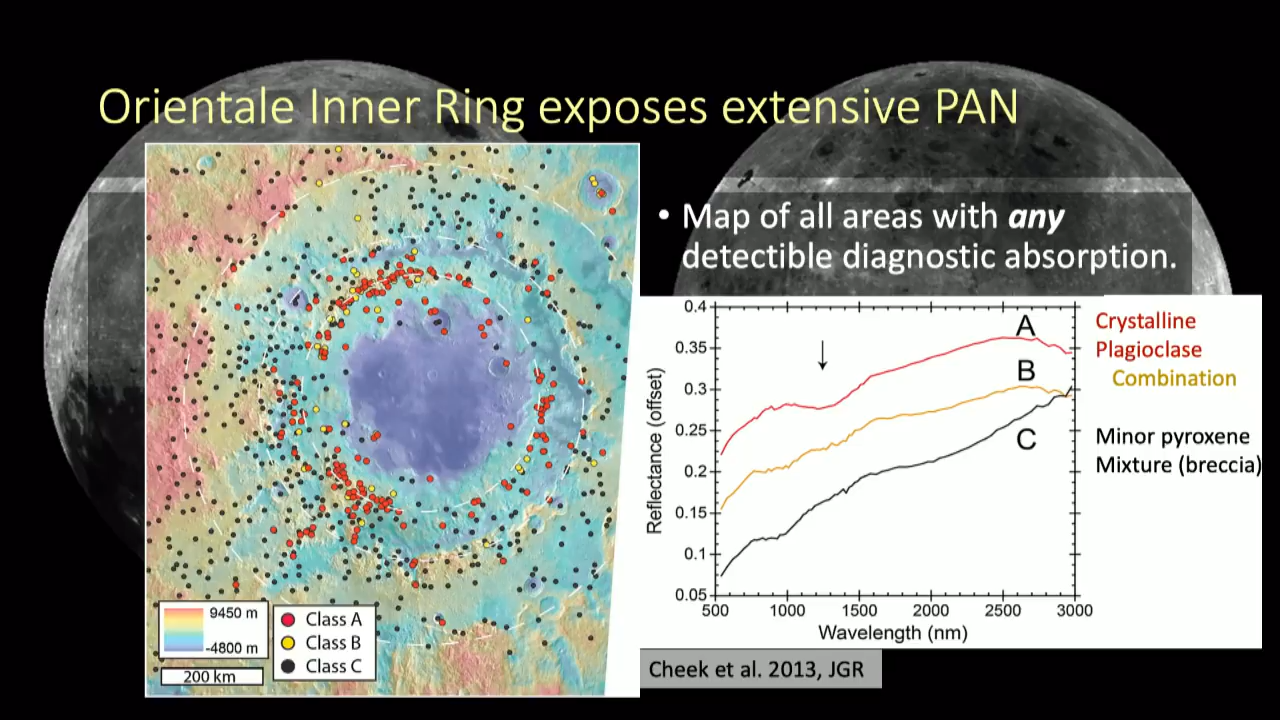 Orientale Inner Ring exposes extensive PAN
• Map of all areas with any
detectible diagnostic absorption.
9450 m
-4800 m
200 km
Class A
Class B
Class C
Reflectance (offset)
0.4
0.35
0.3
0.25
0.2
0.15
0.1
0.05
A
B
C
500 1000 1500 2000 2500 3000
Wavelength (nm)
Crystalline
Plagioclase
Combination
Minor pyroxene
Mixture (breccia)
Cheek et al. 2013, JGR